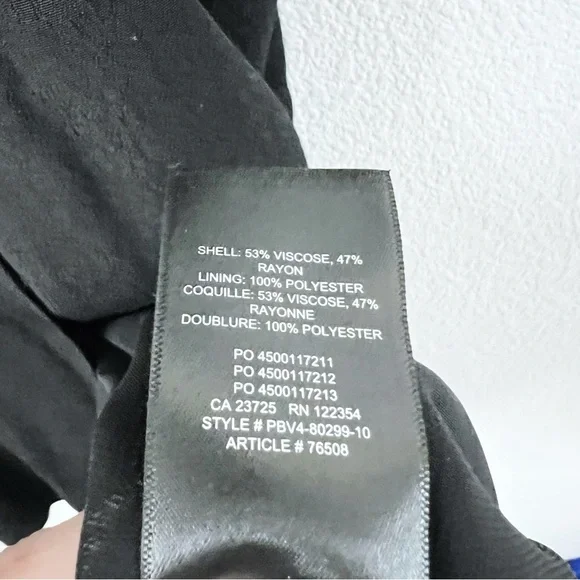 SHELL: 53% VISCOSE, 47%
RAYON
LINING: 100% POLYESTER
COQUILLE: 53% VISCOSE, 47%
RAYONNE
DOUBLURE: 100% POLYESTER
PO 4500117211
PO 4500117212
PO 4500117213
CA 23725 RN 122354
STYLE # PBV4-80299-10
ARTICLE # 76508